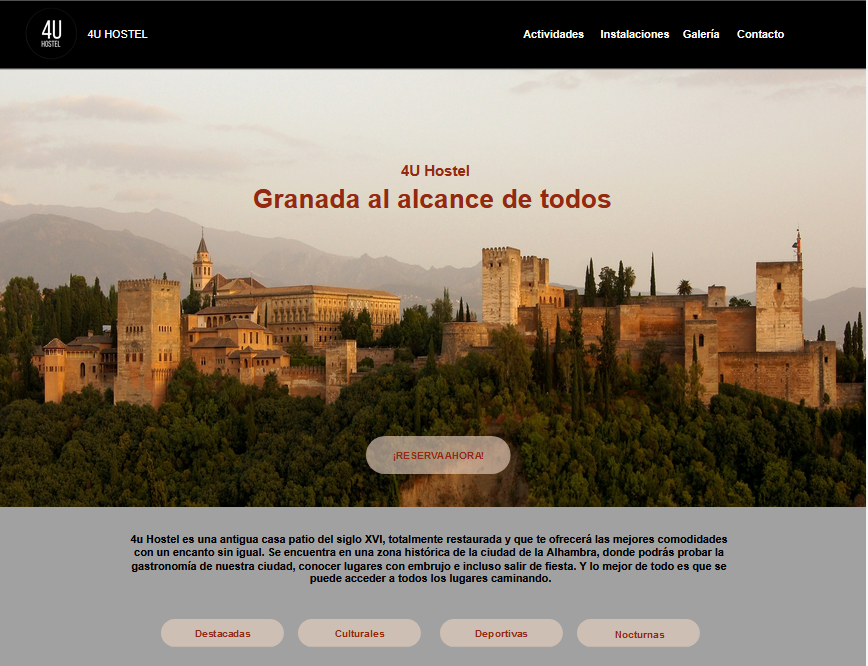 4U
HOSTEL
4U HOSTEL
Actividades Instalaciones Galería Contacto
4U Hostel
Granada al alcance de todos
¡RESERVA AHORA!
4u Hostel es una antigua casa patio del siglo XVI, totalmente restaurada y que te ofrecerá las mejores comodidades
con un encanto sin igual. Se encuentra en una zona histórica de la ciudad de la Alhambra, donde podrás probar la
gastronomía de nuestra ciudad, conocer lugares con embrujo e incluso salir de fiesta. Y lo mejor de todo es que se
puede acceder a todos los lugares caminando.
Destacadas Culturales Deportivas Nocturnas